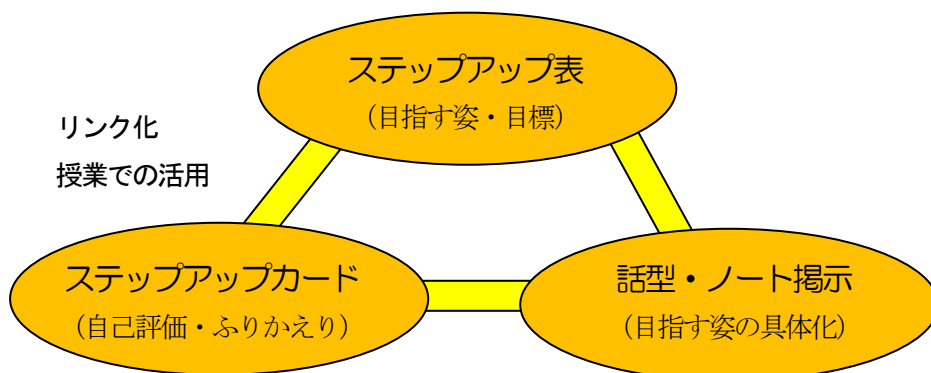 ステップアップ表
(目指す姿・目標)
リンク化
授業での活用
ステップアップカード
(自己評価・ふりかえり)
話型・ノート掲示
(目指す姿の具体化)